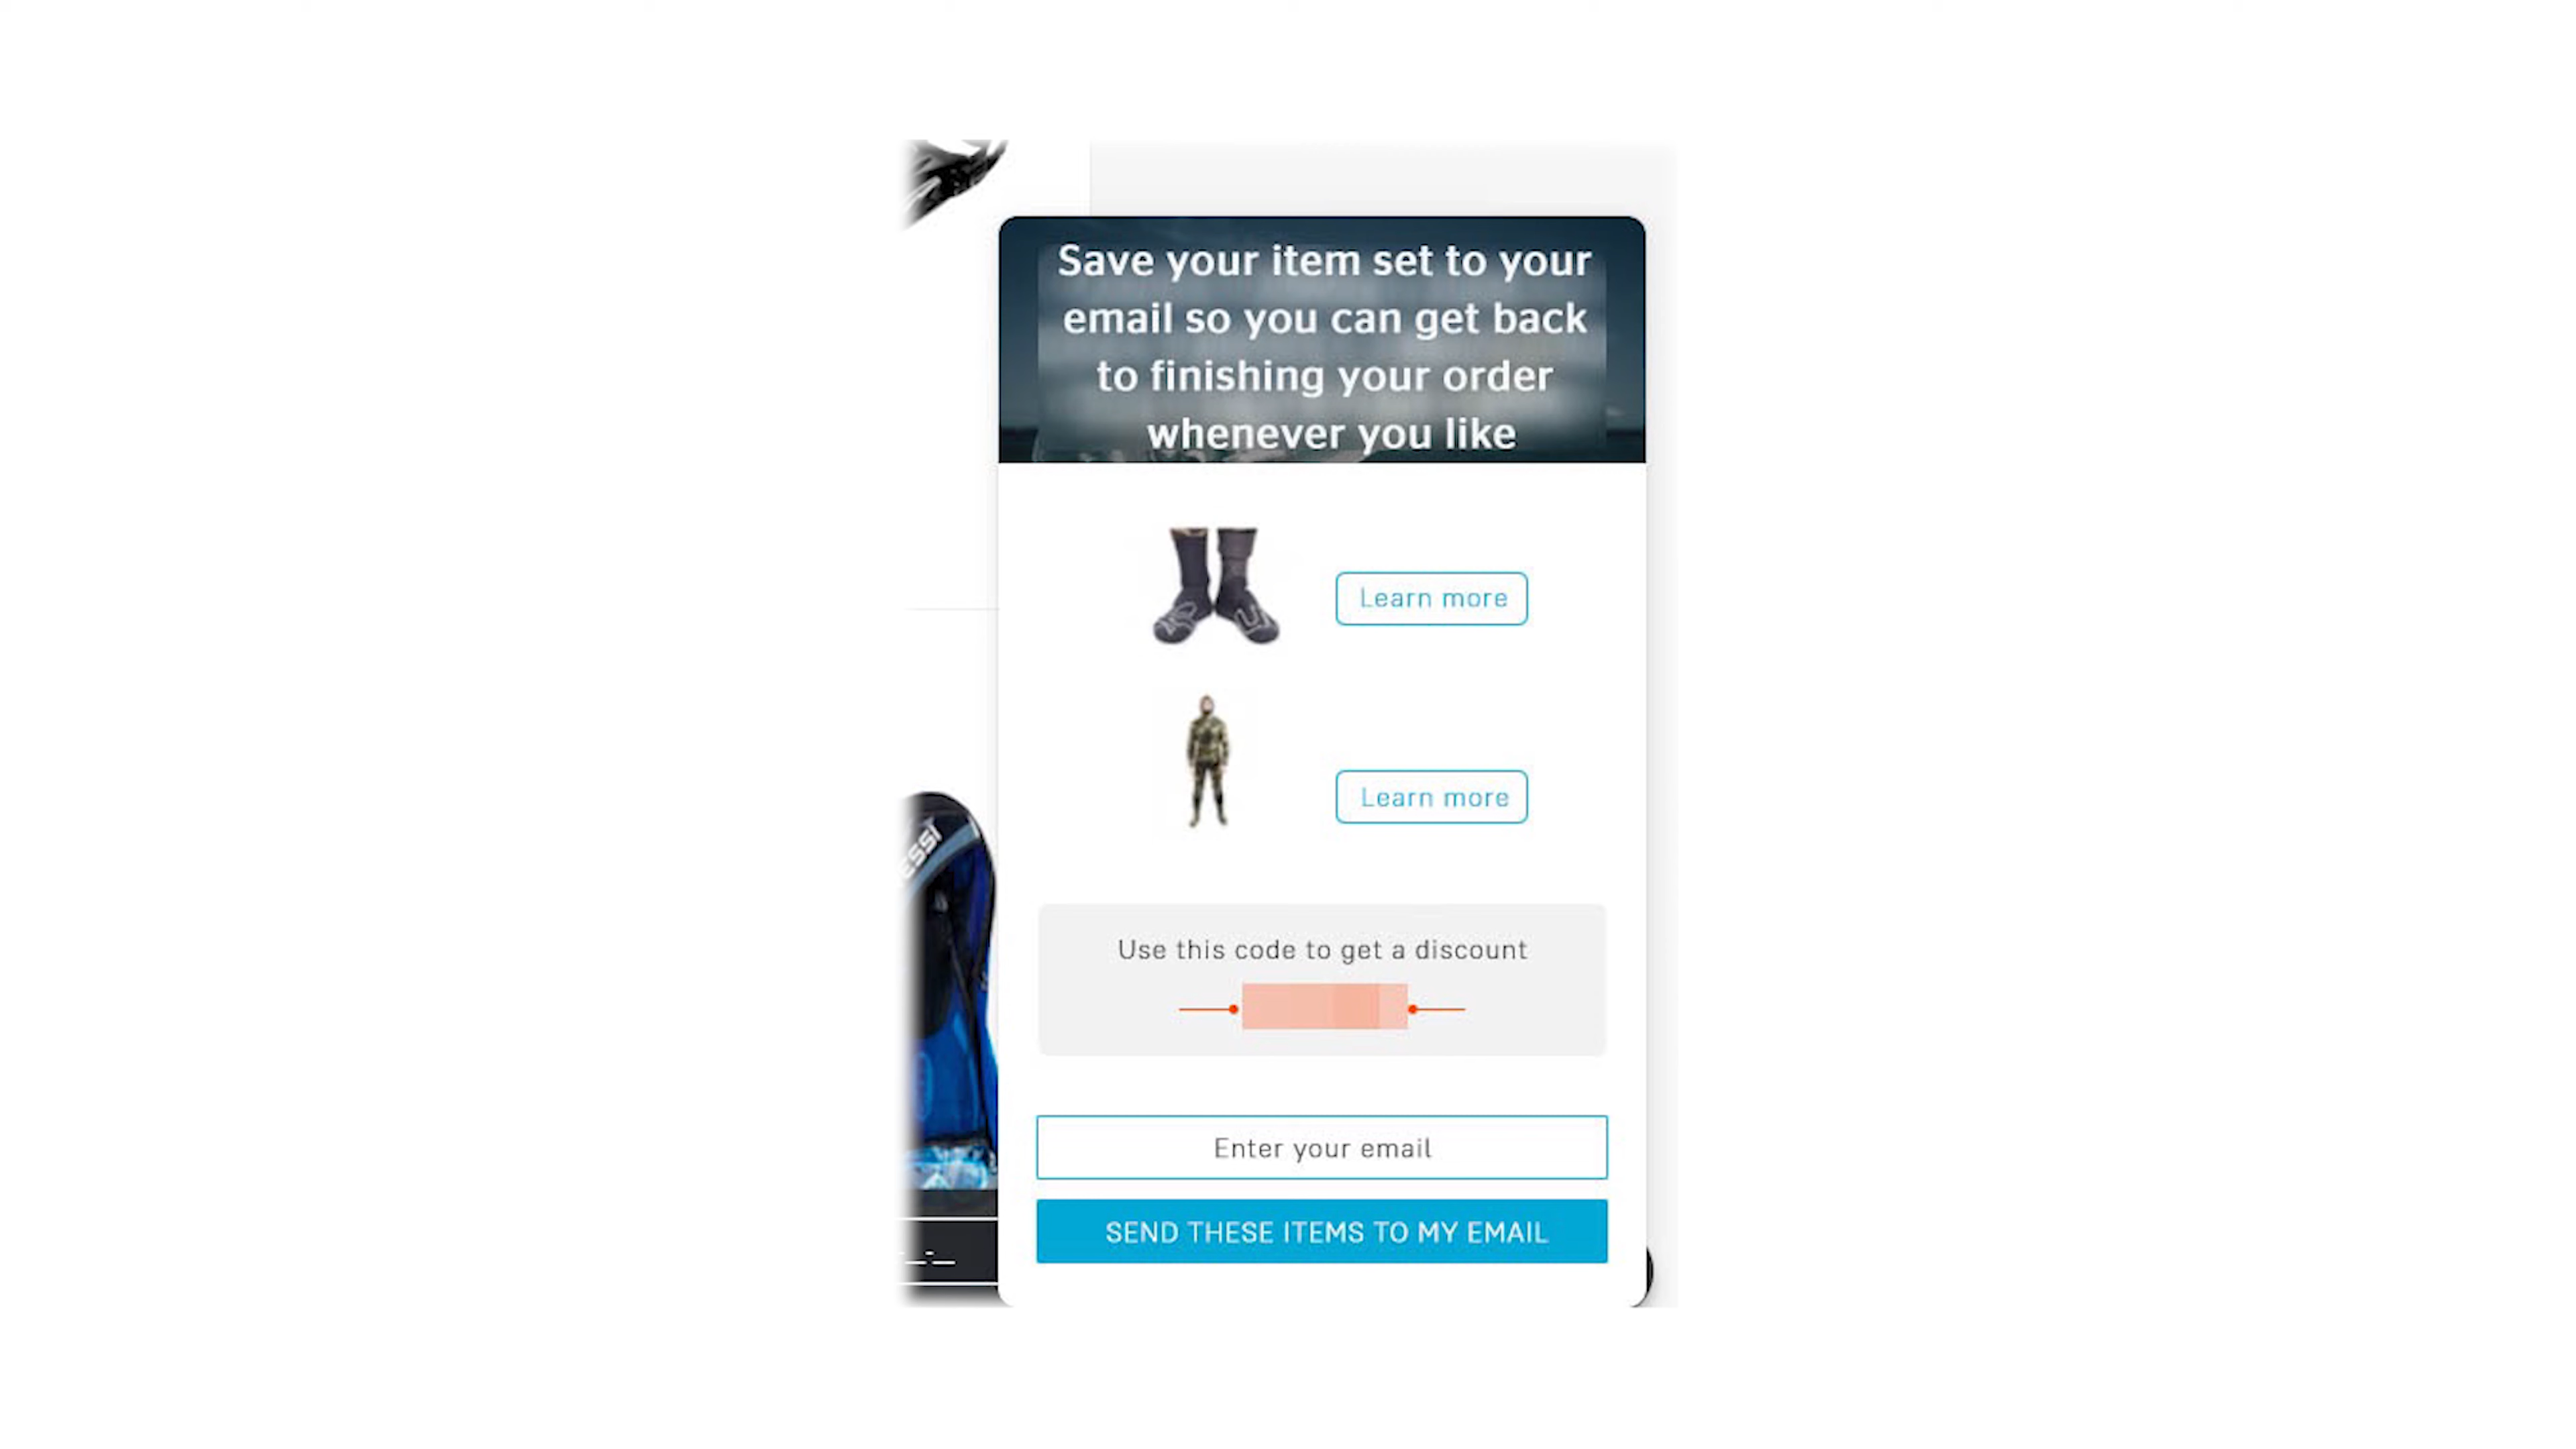 Save your item set to your
email so you can get back
to finishing your order
whenever you like
Learn more
Learn more
ESSI
Use this code to get a discount
Enter your email
SEND THESE ITEMS TO MY EMAIL